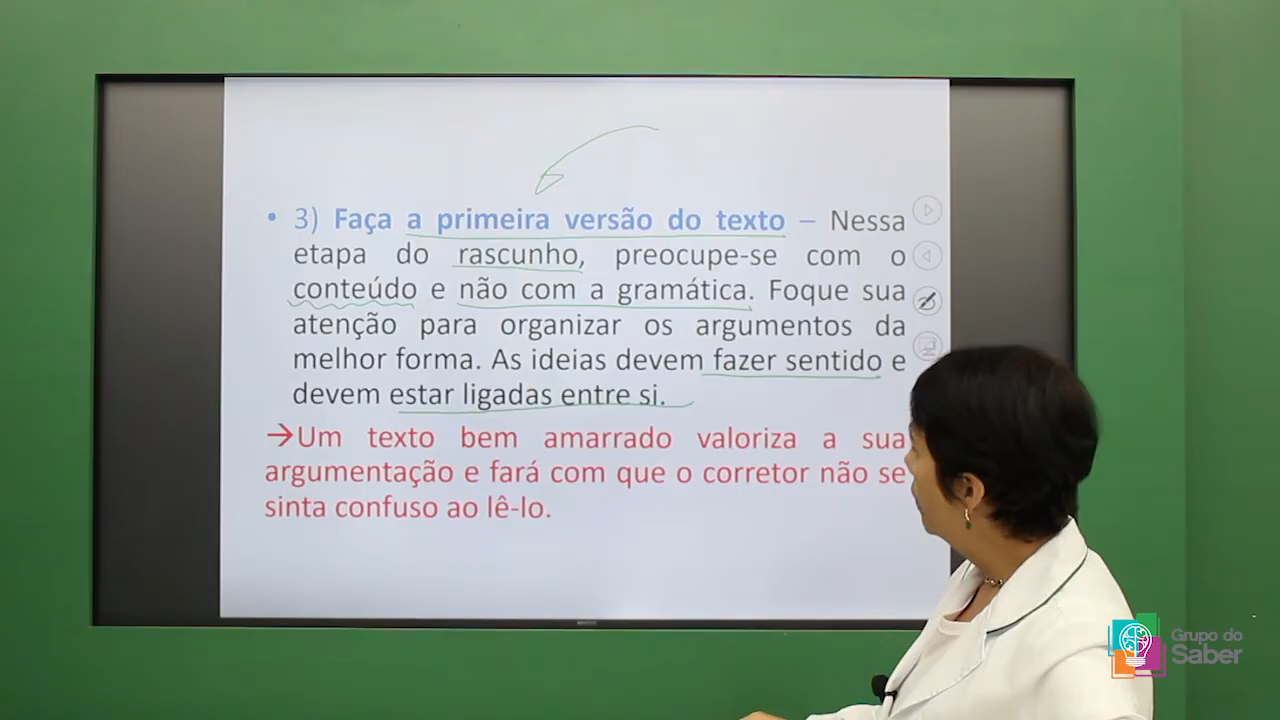 • 3) Faça a primeira versão do texto – Nessa
etapa do rascunho, preocupe-se com o
conteúdo e não com a gramática. Foque sua
atenção para organizar os argumentos da
melhor forma. As ideias devem fazer sentido e
devem estar ligadas entre si.
→Um texto bem amarrado valoriza a sua
argumentação e fará com que o corretor não se
sinta confuso ao lê-lo.
Grupo do
Saber